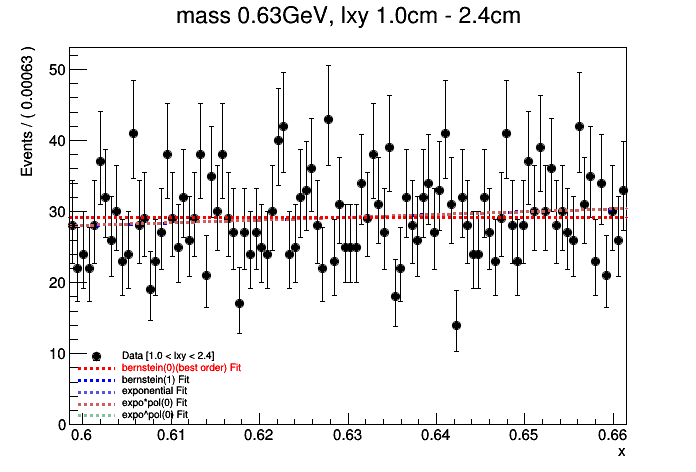 mass 0.63GeV, lxy 1.0cm - 2.4cm
Events / ( 0.00063 )
50
40
30
20
10
0
Data [1.0 < lxy < 2.4]
bernstein(0)(best order) Fit
bernstein(1) Fit
exponential Fit
expo*pol(0) Fit
expo^pol(0) Fit
0.6 0.61 0.62 0.63 0.64 0.65 0.66
x